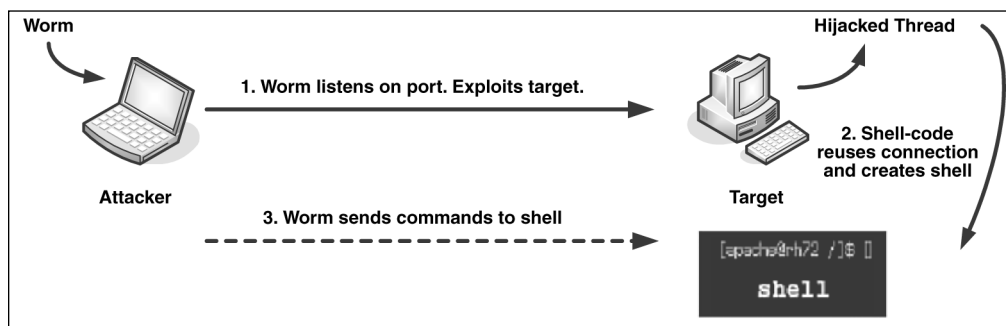 Worm
Hijacked Thread
1. Worm listens on port. Exploits target.
2. Shell-code
reuses connection
and creates shell
Attacker
Target
3. Worm sends commands to shell
[apache@rh72 /]$ []
shell